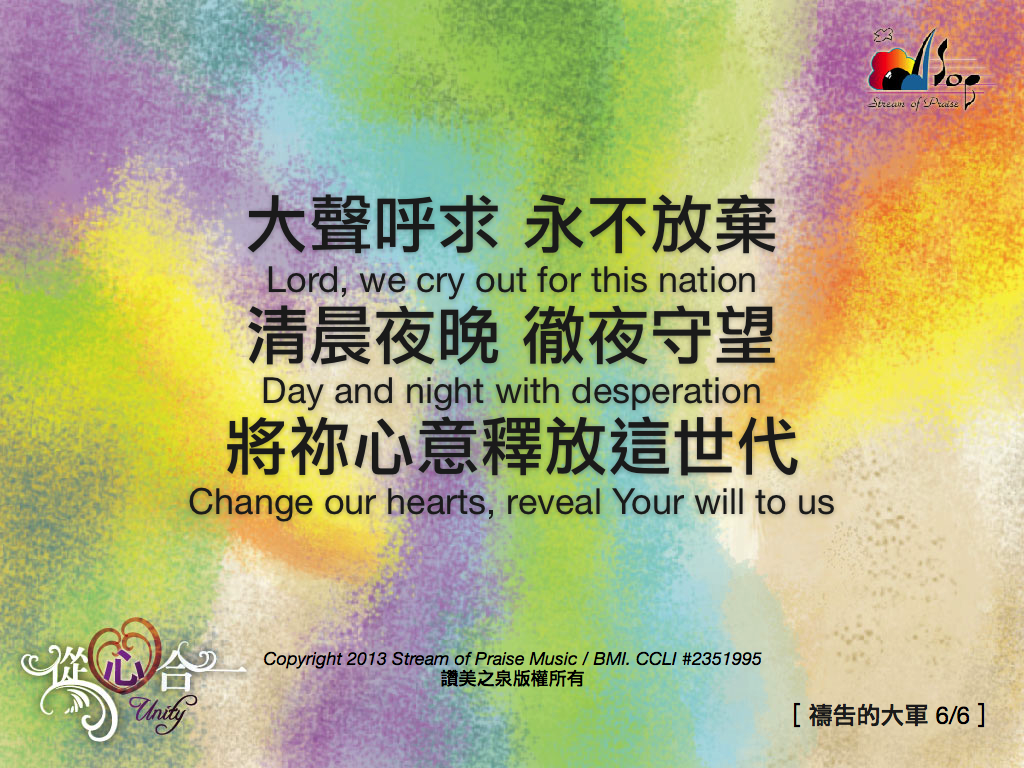 Sop
Stream of Praise
大聲呼求 永不放棄
Lord, we cry out for this nation
清晨夜晚 徹夜守望
Day and night with desperation
將祢心意釋放這世代
Change our hearts, reveal Your will to us
從心合一
Unity
Copyright 2013 Stream of Praise Music / BMI. CCLI #2351995
讚美之泉版權所有
[ 禱告的大軍 6/6 ]